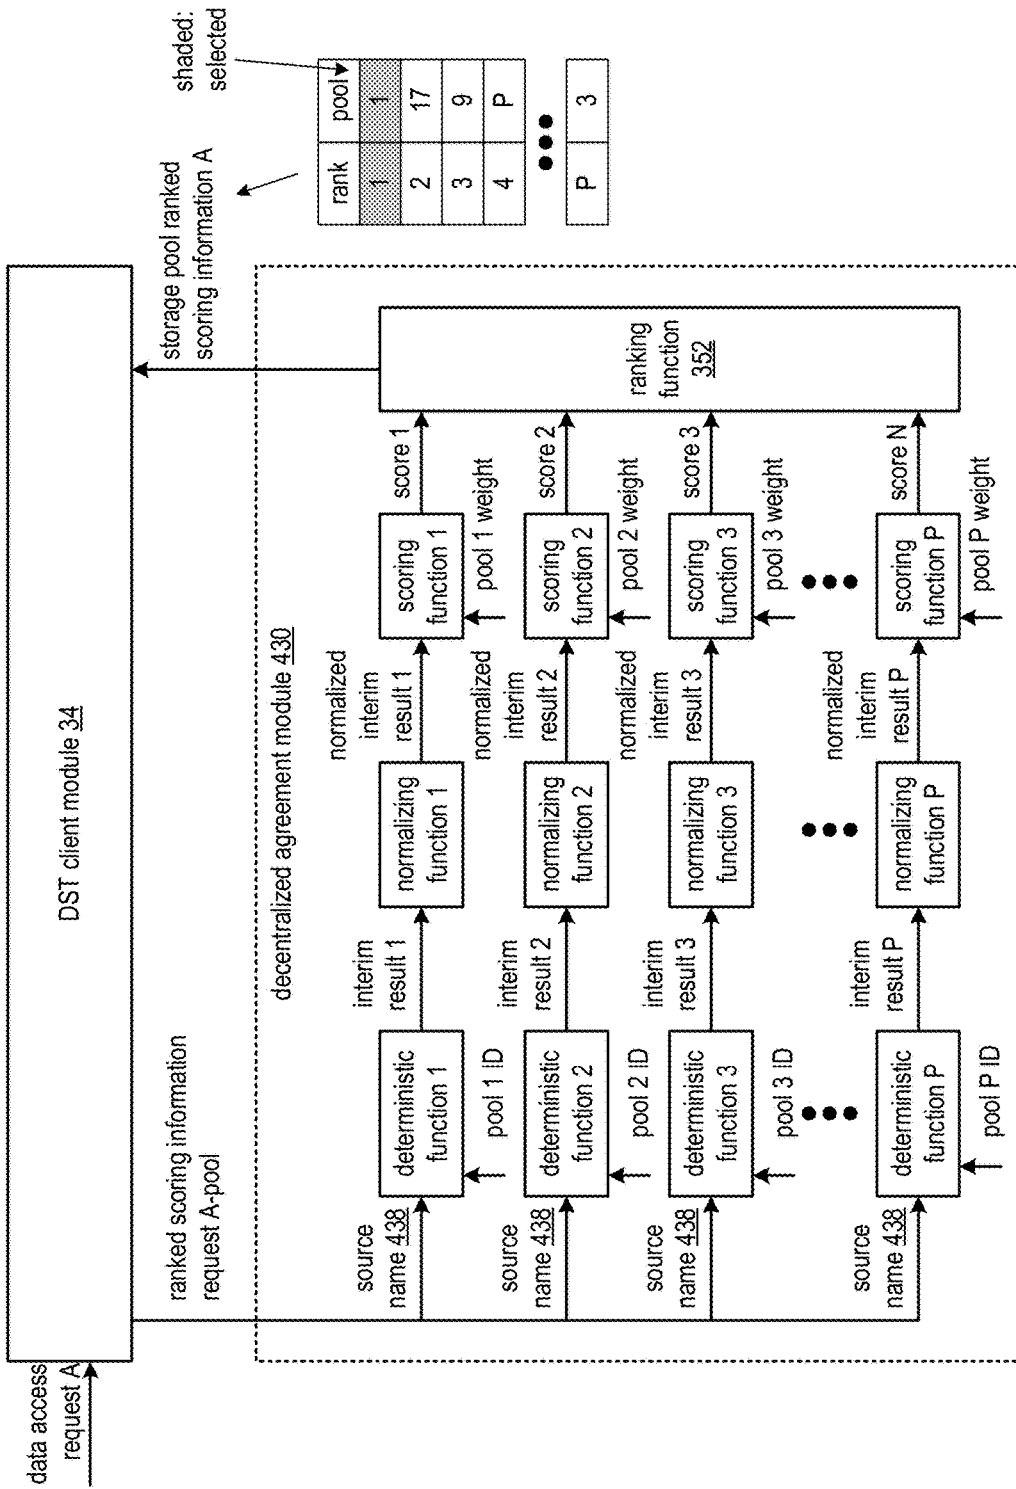 data access
request A
DST client module 34
ranked scoring information
request A-pool
storage pool ranked
scoring information A
shaded:
selected
rank pool
1 1
2 17
3 9
4 P
P 3
decentralized agreement module 430
source
name 438
deterministic
function 1
pool 1 ID
interim
result 1
normalizing
function 1
normalized
interim
result 1
scoring
function 1
pool 1 weight
score 1
source
name 438
deterministic
function 2
pool 2 ID
interim
result 2
normalizing
function 2
normalized
interim
result 2
scoring
function 2
pool 2 weight
score 2
source
name 438
deterministic
function 3
pool 3 ID
interim
result 3
normalizing
function 3
normalized
interim
result 3
scoring
function 3
pool 3 weight
score 3
source
name 438
deterministic
function P
pool P ID
interim
result P
normalizing
function P
normalized
interim
result P
scoring
function P
pool P weight
score N
ranking
function
352